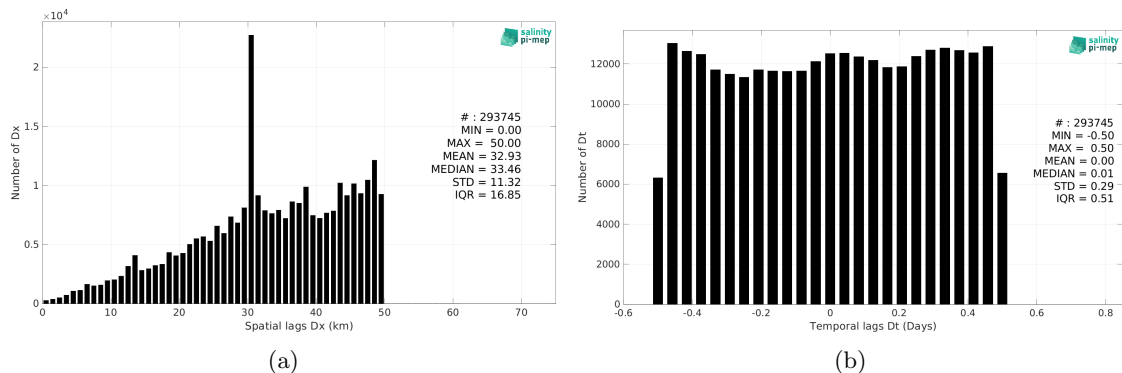 ×10⁴
2
1.5
1
0.5
0
Number of Dx
0 10 20 30 40 50 60 70
Spatial lags Dx (km)
salinity
pi-mep
# : 293745
MIN = 0.00
MAX = 50.00
MEAN = 32.93
MEDIAN = 33.46
STD = 11.32
IQR = 16.85
(a)
12000
10000
8000
6000
4000
2000
0
Number of Dt
-0.6 -0.4 -0.2 0 0.2 0.4 0.6 0.8
Temporal lags Dt (Days)
salinity
pi-mep
# : 293745
MIN = -0.50
MAX = 0.50
MEAN = 0.00
MEDIAN = 0.01
STD = 0.29
IQR = 0.51
(b)